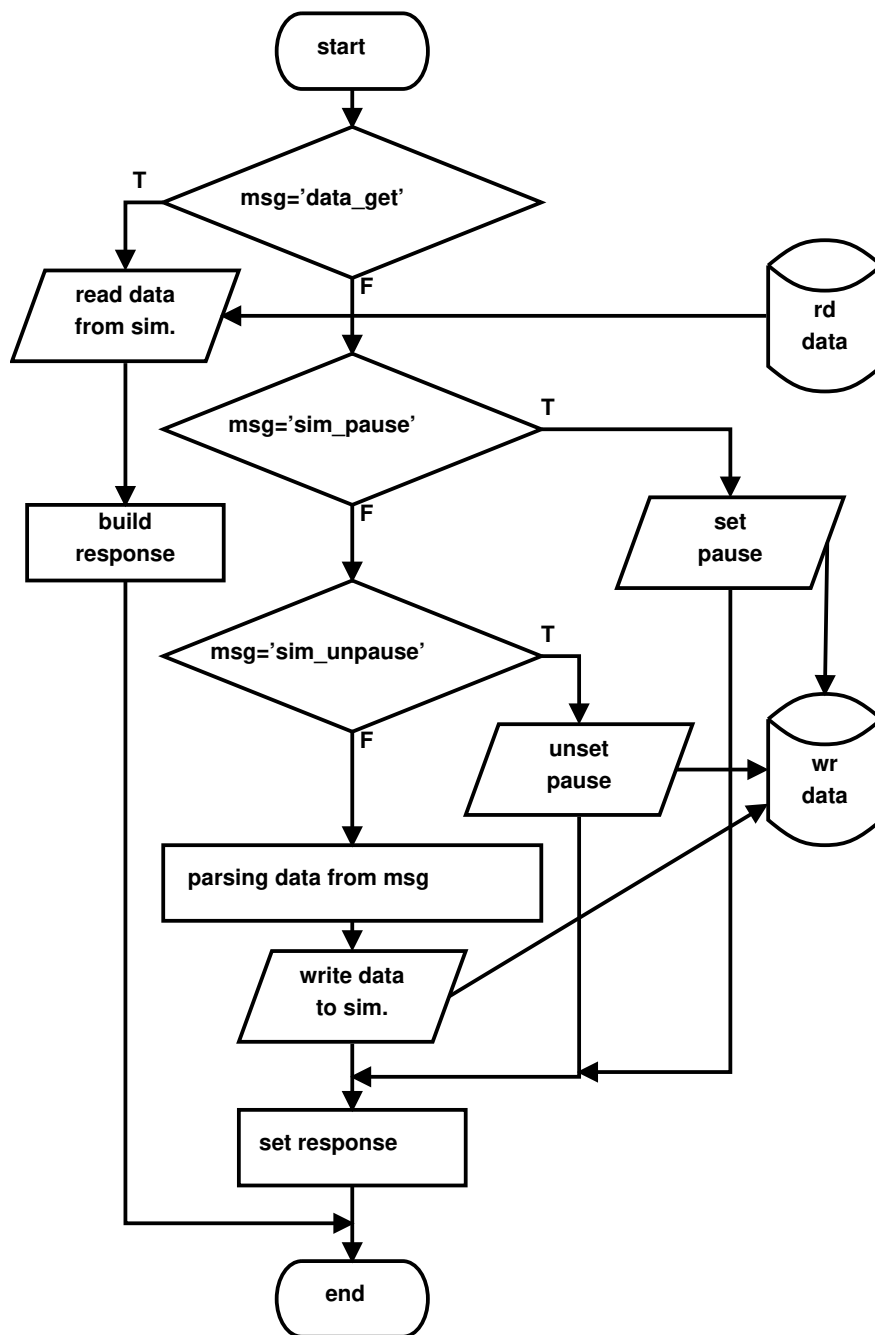 start
T
msg=’data_get’
F
read data
from sim.
rd
data
T
msg=’sim_pause’
F
build
response
set
pause
T
msg=’sim_unpause’
F
unset
pause
wr
data
parsing data from msg
write data
to sim.
set response
end